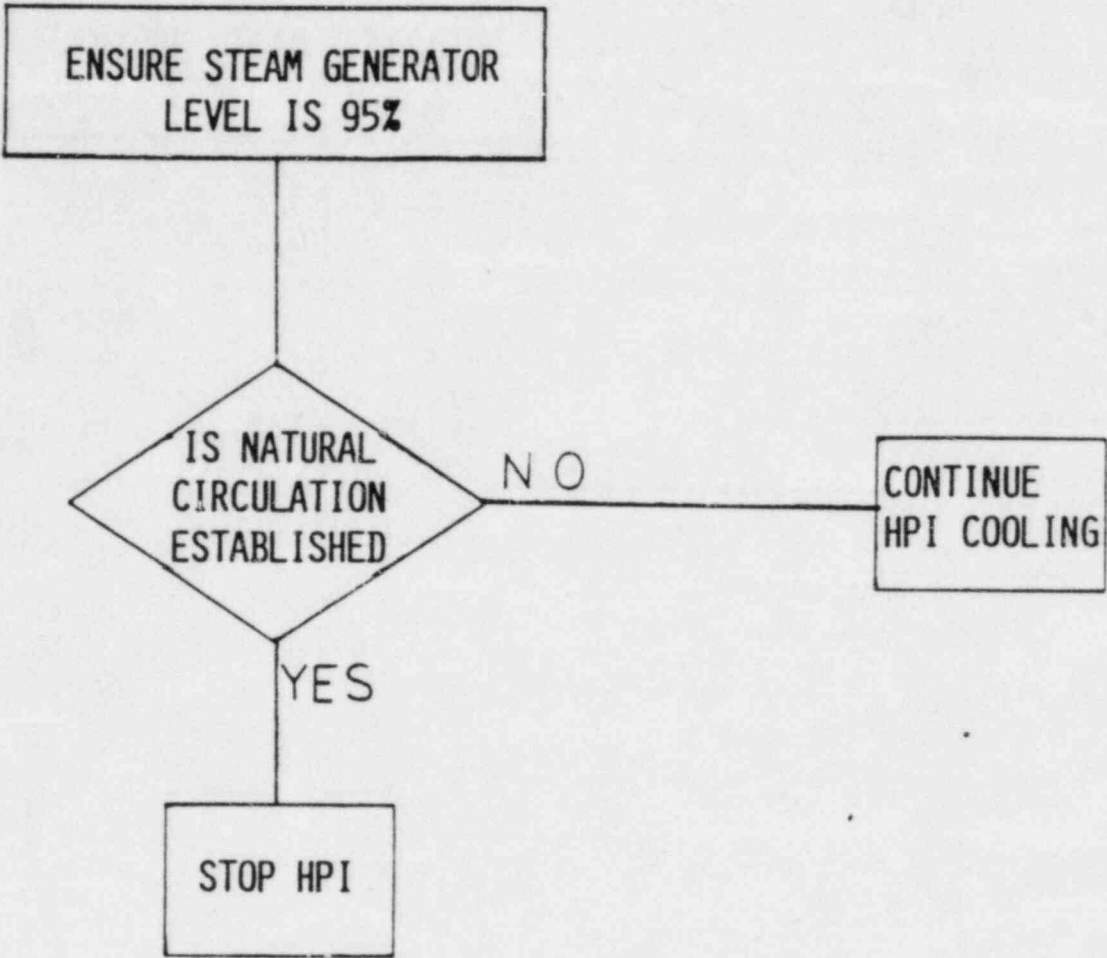 ENSURE STEAM GENERATOR
LEVEL IS 95%
IS NATURAL
CIRCULATION
ESTABLISHED
NO
CONTINUE
HPI COOLING
YES
STOP HPI